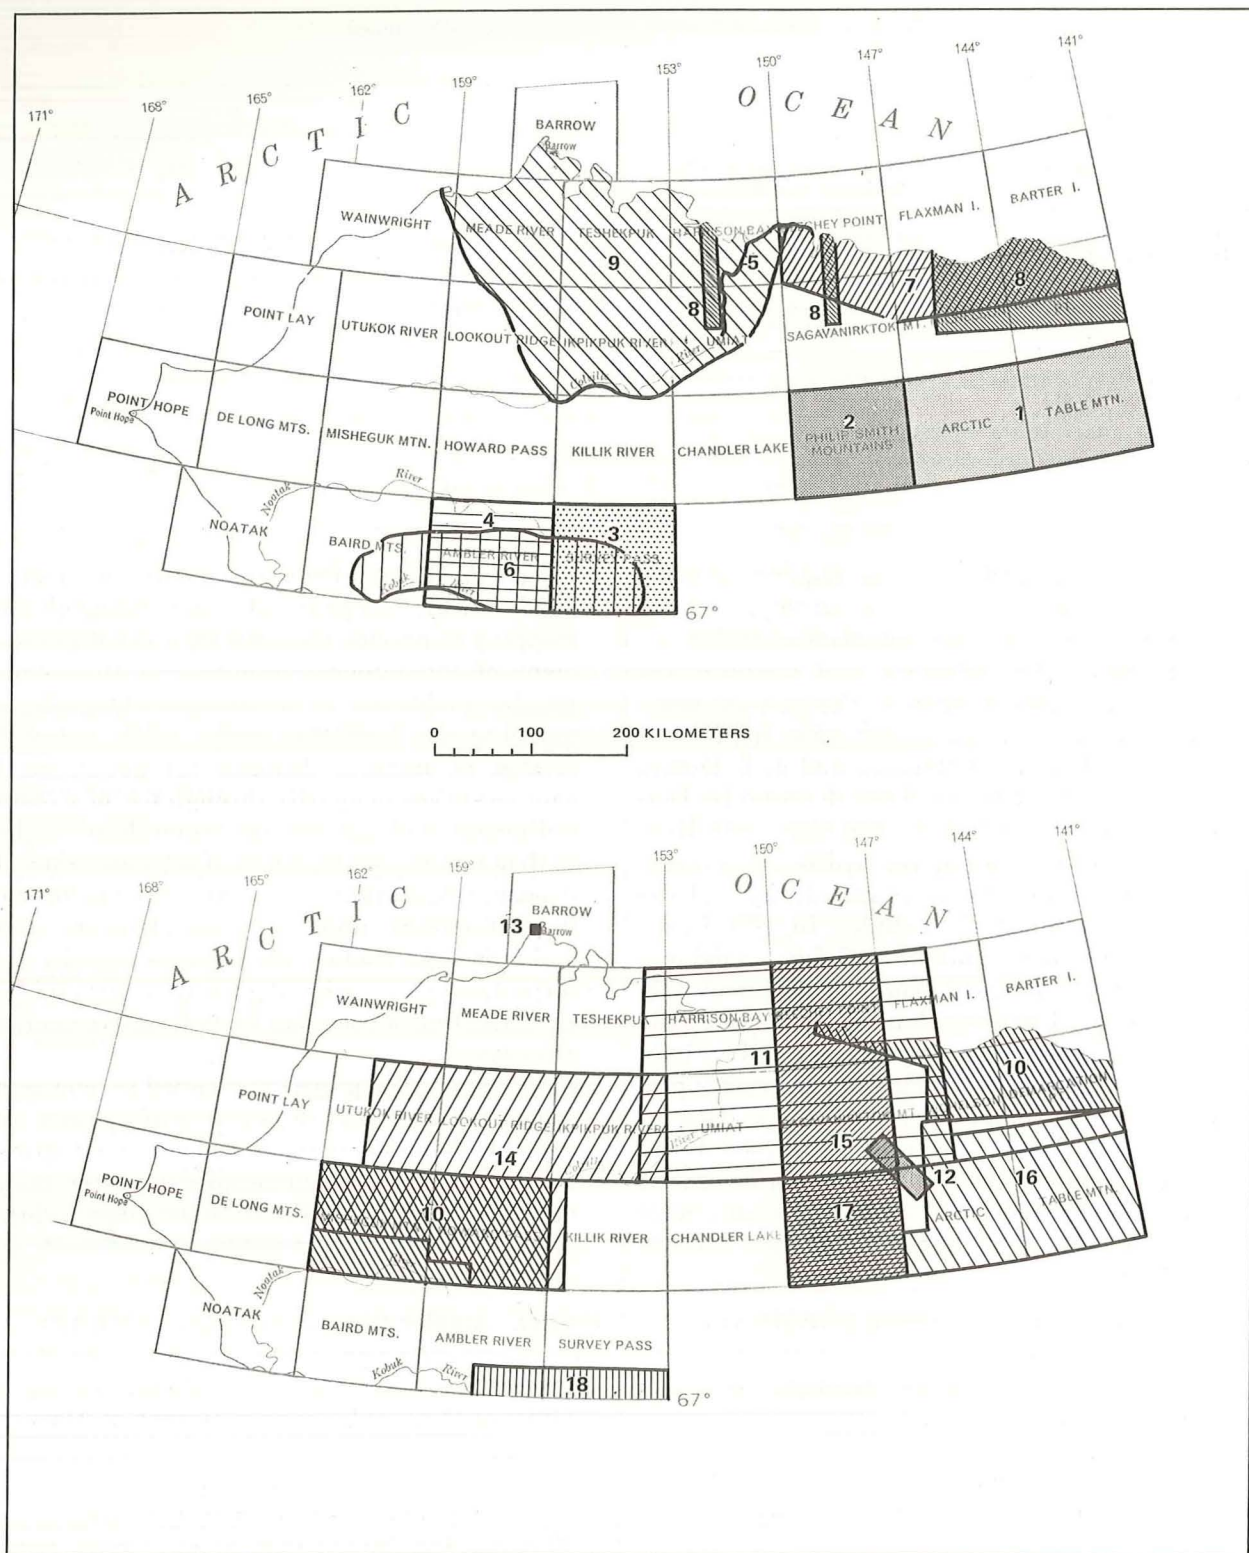 171°
168°
165°
162°
159°
153°
150°
147°
144°
141°
ARCTIC
OCEAN
BARROW
Barrow
WAINWRIGHT
MEADE RIVER
TESHEKPUK
HARRISON BAY
BEECHEY POINT
FLAXMAN I.
BARTER I.
9
5
8
8
7
8
POINT LAY
UTUKOK RIVER
LOOKOUT RIDGE
IKPIKPUK RIVER
UMIAT
SAGAVANIRKTOK
MT.
River
POINT HOPE
Point Hope
DE LONG MTS.
MISHEGUK MTN.
HOWARD PASS
KILLIK RIVER
CHANDLER LAKE
2
PHILIP SMITH
MOUNTAINS
ARCTIC
1
TABLE MTN.
Noatak
River
NOATAK
BAIRD MTS.
4
AMBLER RIVER
6
3
SURVEY PASS
Kobuk
River
67°
0 100 200 KILOMETERS
171°
168°
165°
162°
159°
153°
150°
147°
144°
141°
ARCTIC
OCEAN
13
BARROW
Barrow
WAINWRIGHT
MEADE RIVER
TESHEKPUK
HARRISON BAY
FLAXMAN I.
BARTER I.
11
10
POINT LAY
UTUKOK RIVER
LOOKOUT RIDGE
IKPIKPUK RIVER
UMIAT
MT.
River
14
15
POINT HOPE
Point Hope
DE LONG MTS.
10
KILLIK RIVER
CHANDLER LAKE
17
12
ARCTIC
16
TABLE MTN.
Noatak
NOATAK
BAIRD MTS.
AMBLER RIVER
SURVEY PASS
Kobuk
River
18
67°